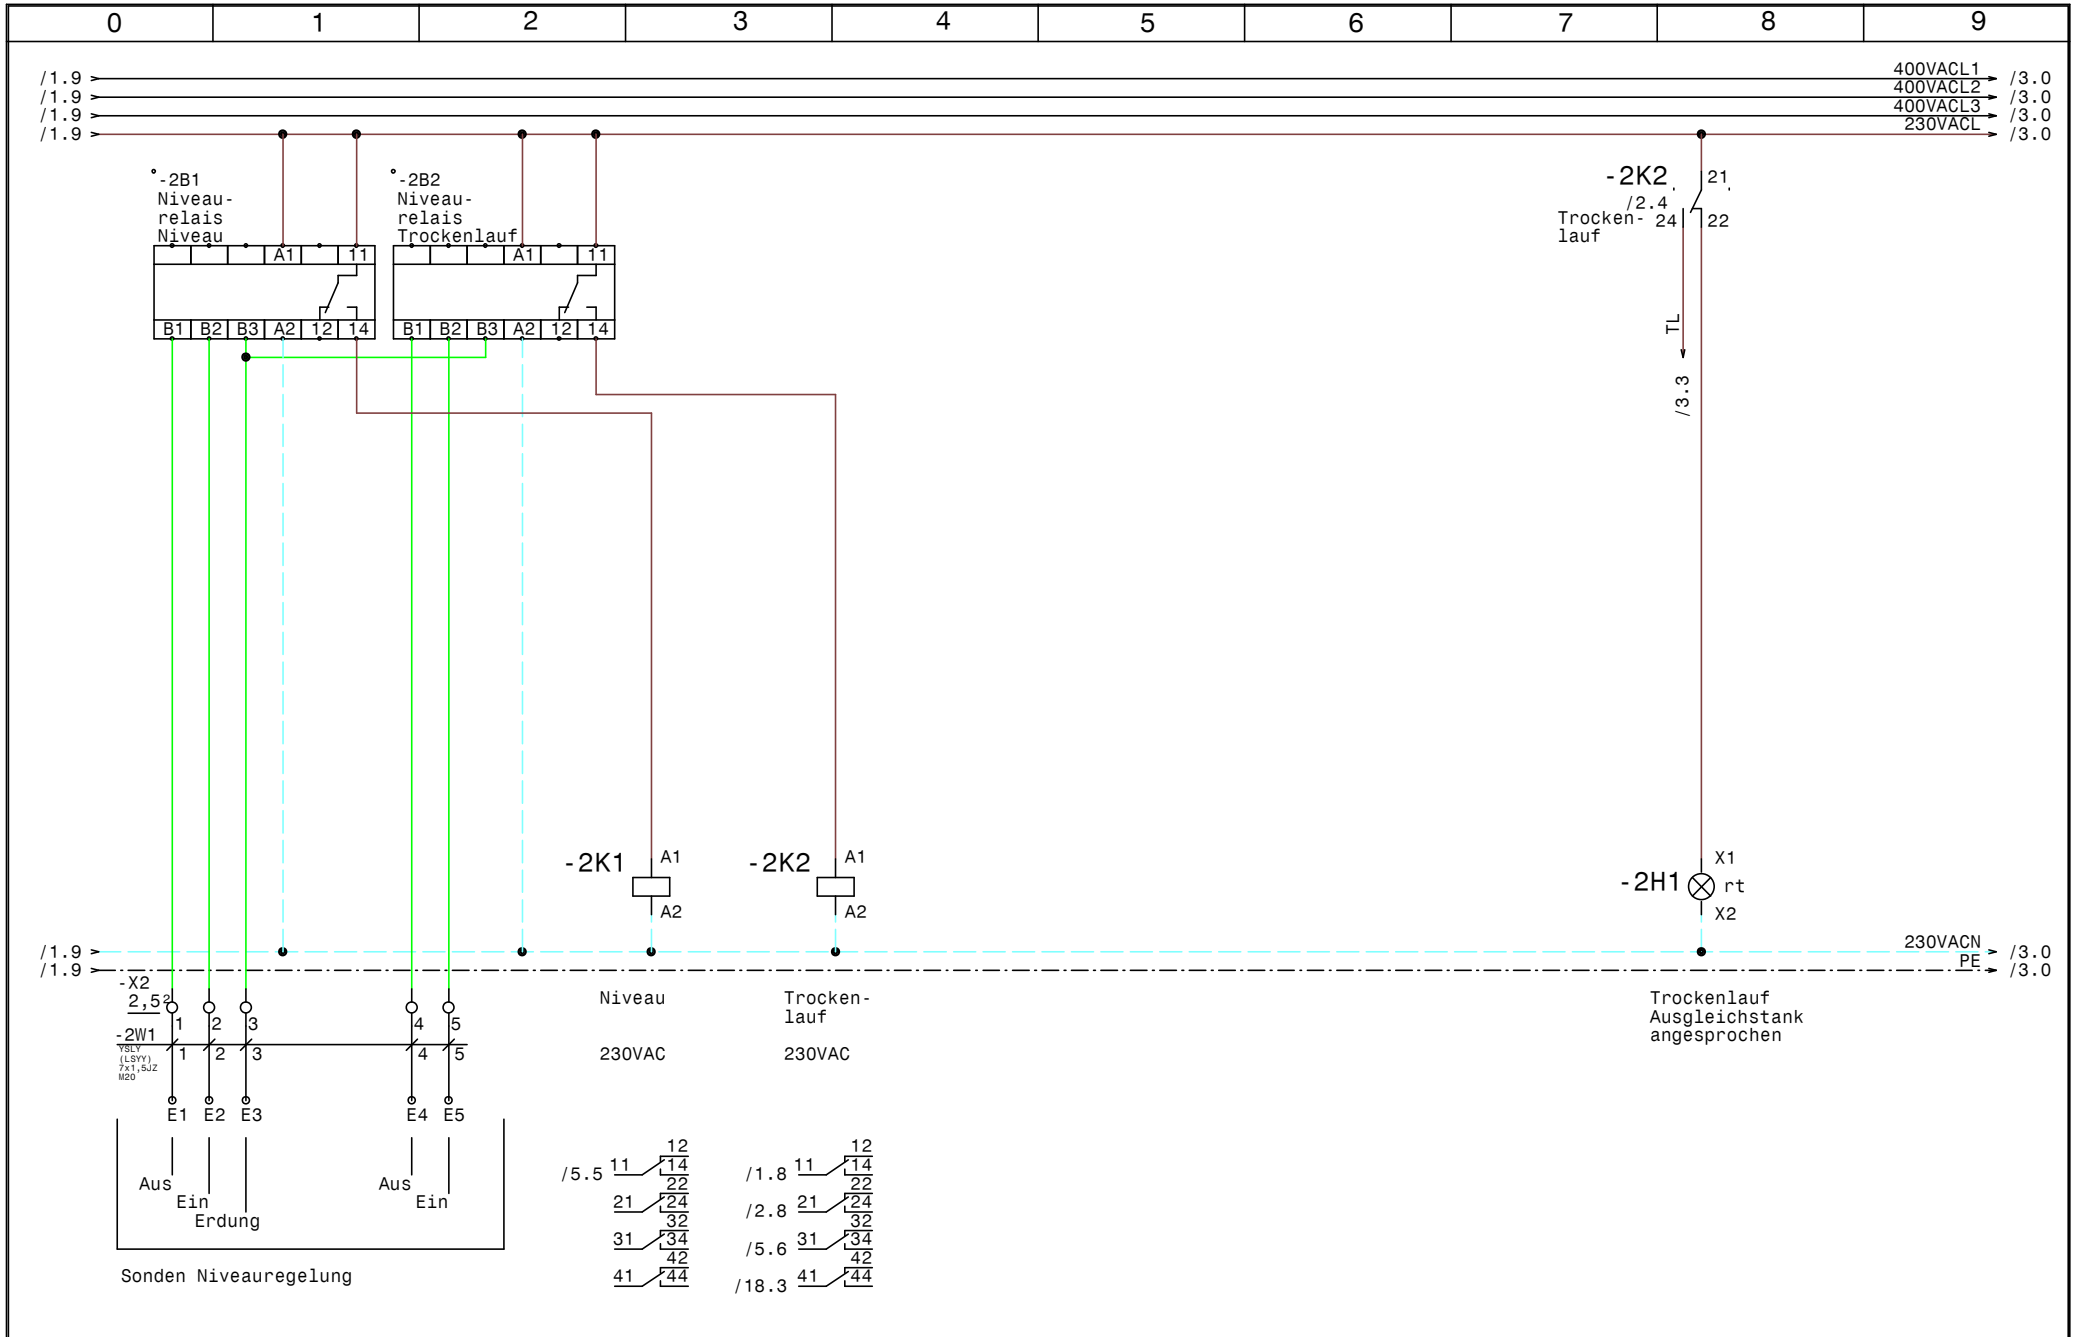 0 1 2 3 4 5 6 7 8 9
/1.9 400VACL1 /3.0
/1.9 400VACL2 /3.0
/1.9 400VACL3 /3.0
/1.9 230VACL /3.0
-2B1
Niveau-
relais
Niveau
A1 11
B1 B2 B3 A2 12 14
-2B2
Niveau-
relais
Trockenlauf
A1 11
B1 B2 B3 A2 12 14
-2K2 21
/2.4
Trocken-
lauf
24 22
TL
/3.3
-2K1 A1
A2
-2K2 A1
A2
-2H1 X1
rt
X2
/1.9 230VACN /3.0
/1.9 PE /3.0
-X2
2,5²
1 2 3 4 5
-2W1
YSLY
(LSYY)
7x1,5JZ
M20
1 2 3 4 5
E1 E2 E3 E4 E5
Aus
Ein
Erdung
Aus
Ein
Sonden Niveauregelung
Niveau
230VAC
Trocken-
lauf
230VAC
Trockenlauf
Ausgleichstank
angesprochen
12
/5.5 11 14
22
21 24
32
31 34
42
41 44
12
/1.8 11 14
22
/2.8 21 24
32
/5.6 31 34
42
/18.3 41 44